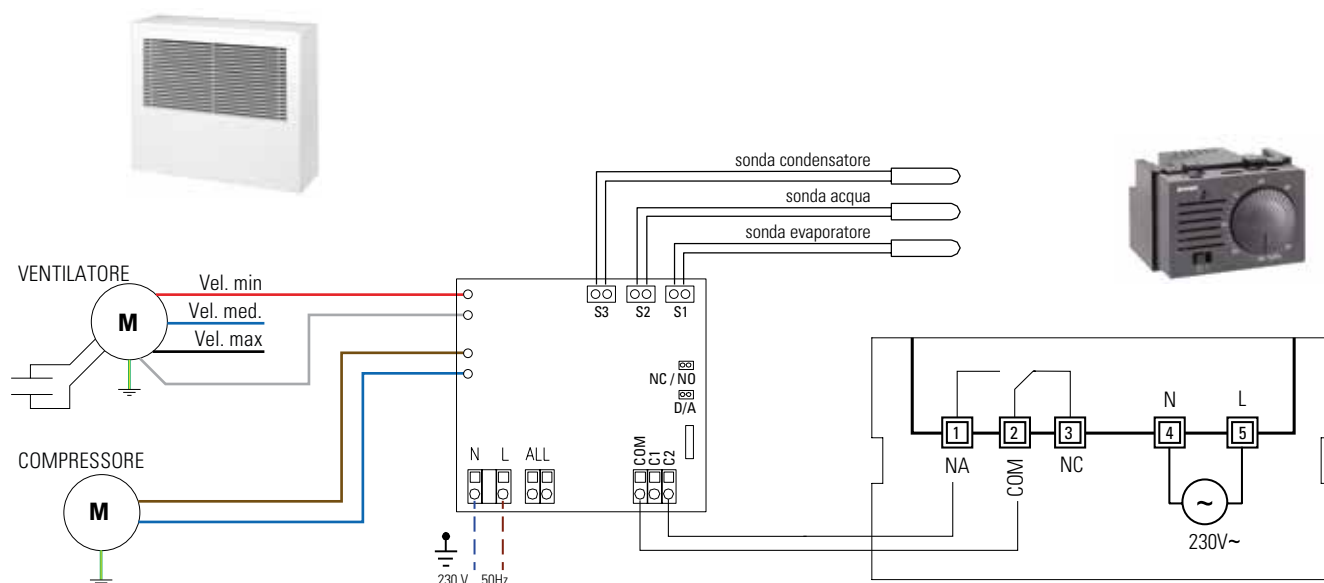 sonda condensatore
sonda acqua
sonda evaporatore
VENTILATORE
Vel. min
Vel. med.
Vel. max
M
S3 S2 S1
NC / NO
D/A
N L ALL
COM
C1
C2
COMPRESSORE
M
230 V 50Hz
N L
1 2 3 4 5
NA COM NC
~
230V~